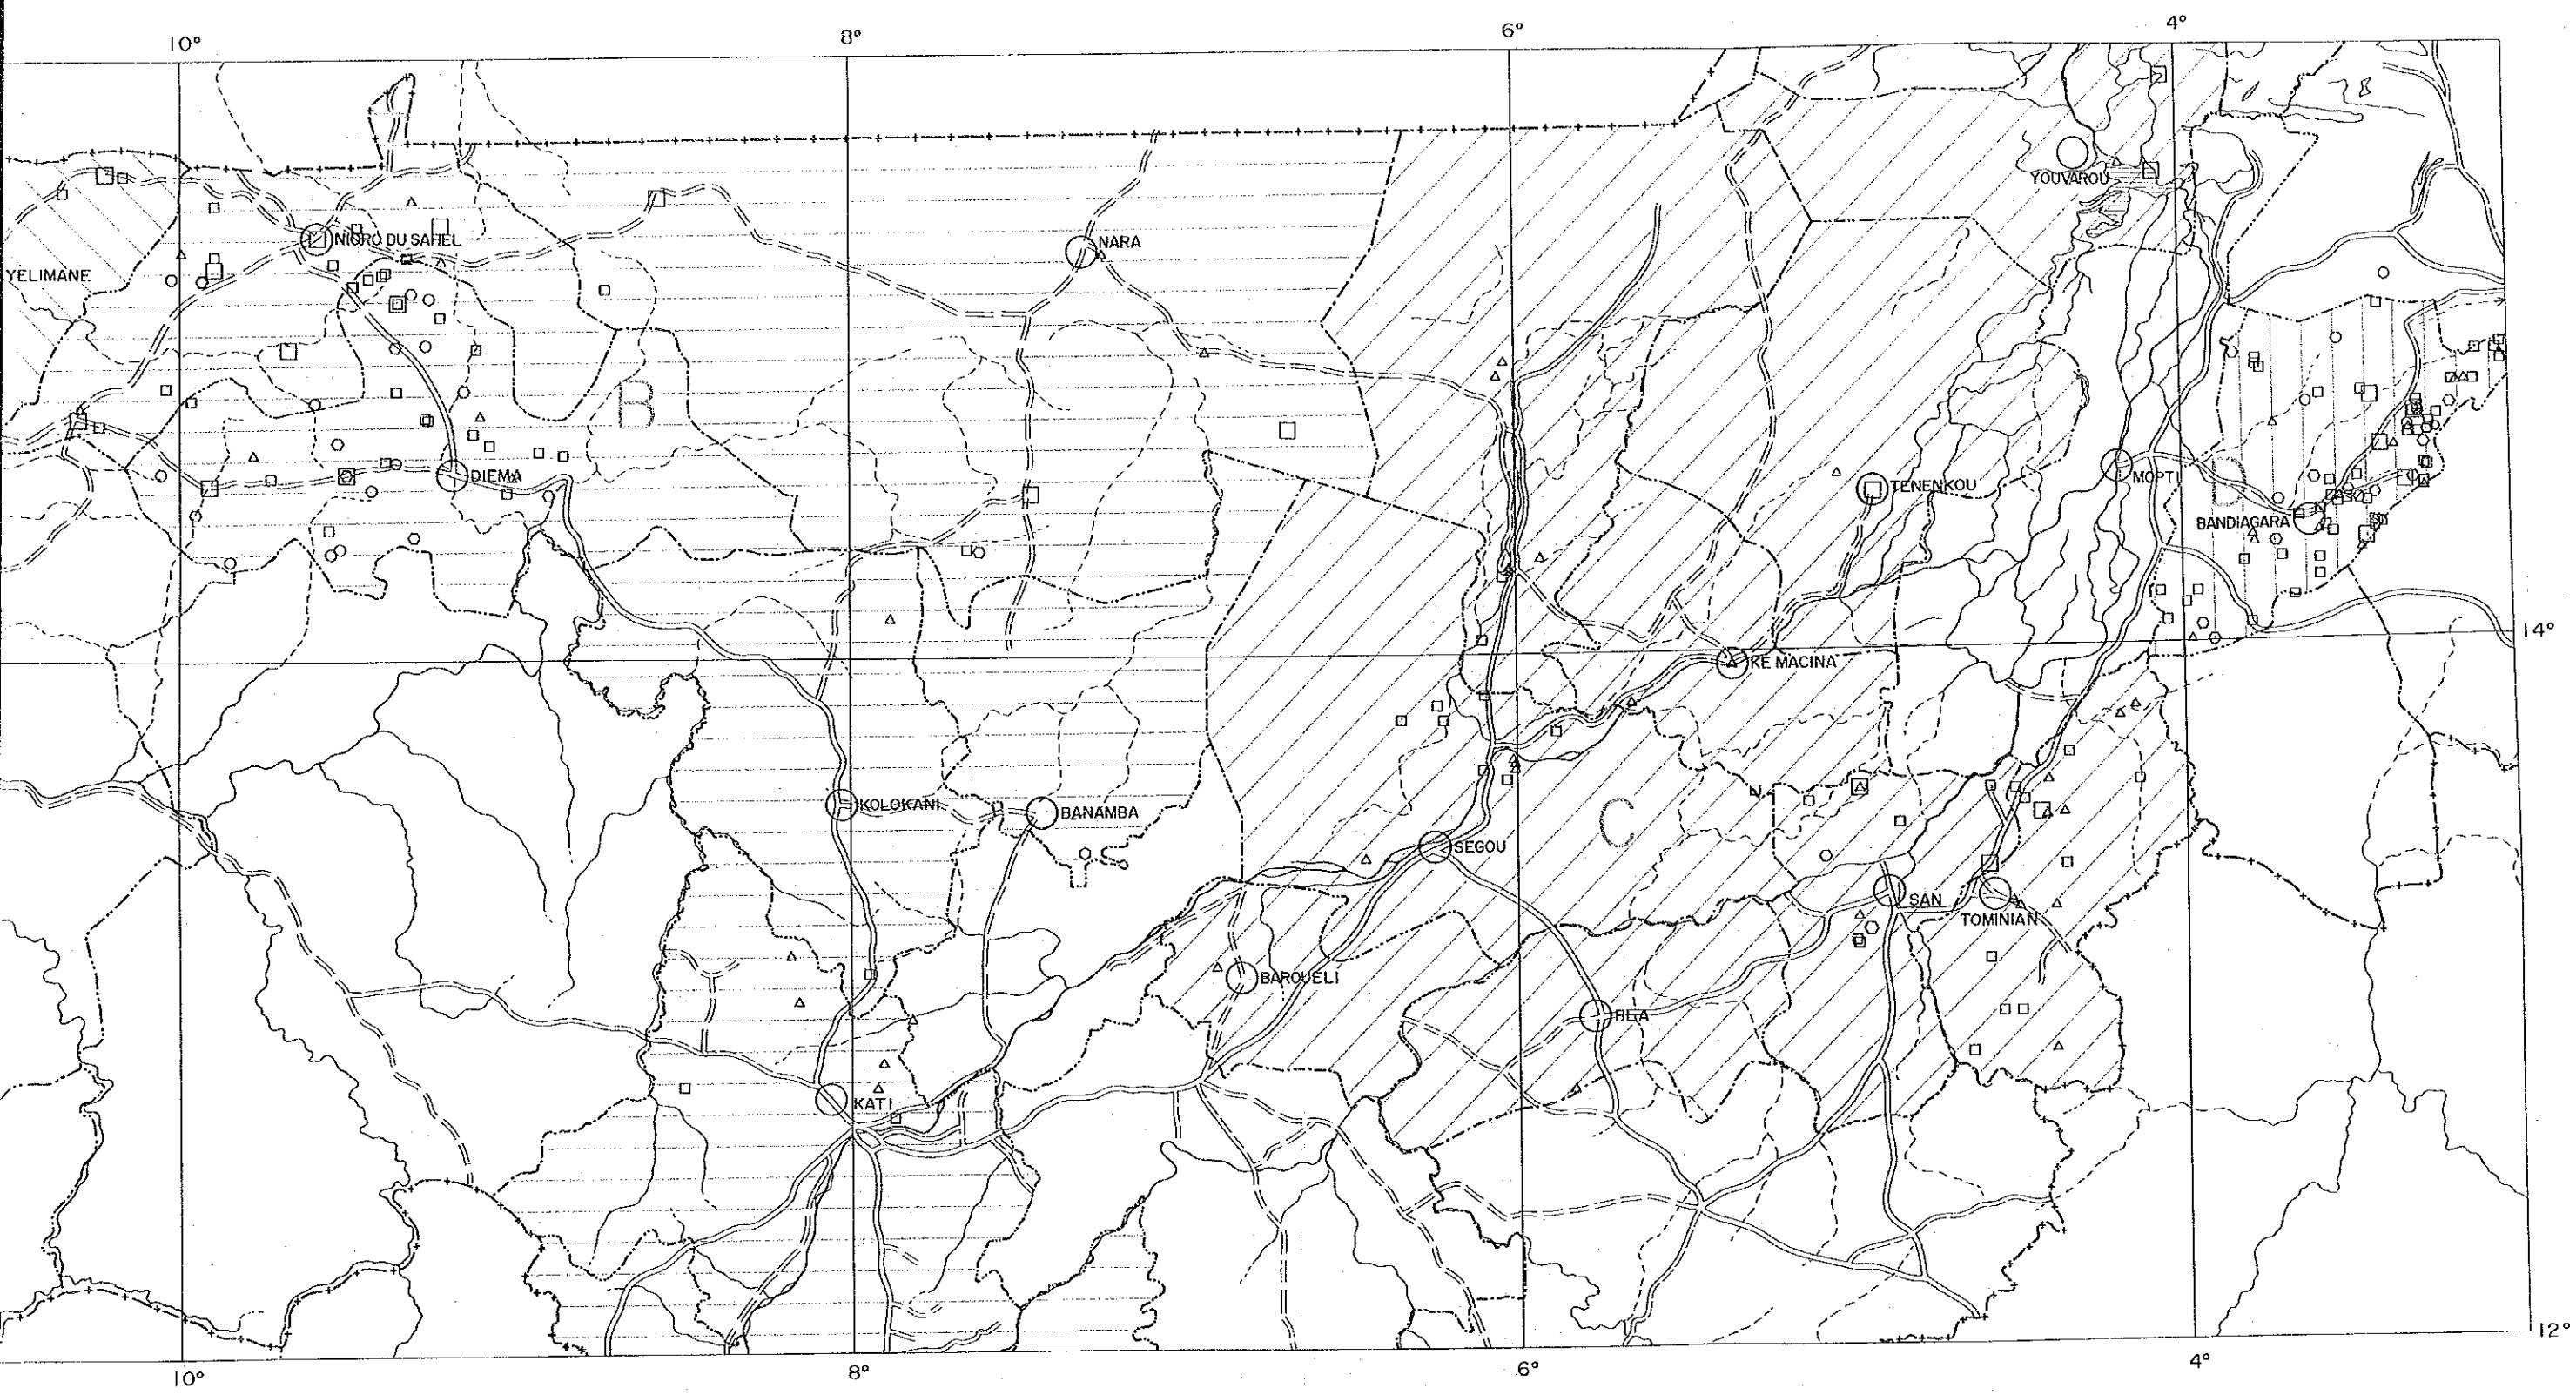 10° 8° 6° 4°
YOUVAROU
NIORO DU SAHEL
NARA
YELIMANE
B
DIEMA
TENENKOU
MOPTI
D
BANDIAGARA
14°
KE MACINA
KOLOKANI
BANAMBA
C
SEGOU
SAN
TOMINIAN
BAROUELI
BLA
KATI
12°
10° 8° 6° 4°